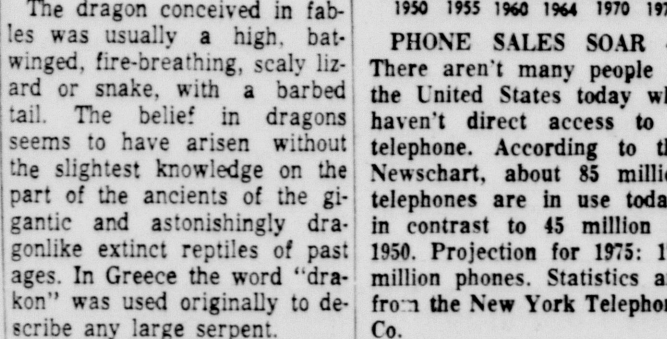 The dragon conceived in fab-
les was usually a high, bat-
winged, fire-breathing, scaly liz-
ard or snake, with a barbed
tail. The belief in dragons
seems to have arisen without
the slightest knowledge on the
part of the ancients of the gi-
gantic and astonishingly dra-
gonlike extinct reptiles of past
ages. In Greece the word "dra-
kon" was used originally to de-
scribe any large serpent.
1950 1955 1960 1964 1970
PHONE SALES SOAR
There aren't many people
the United States today
haven't direct access to
telephone. According to
Newschart, about 85
telephones are in use
in contrast to 45 million
1950. Projection for 1975:
million phones. Statistics
from the New York
Co.